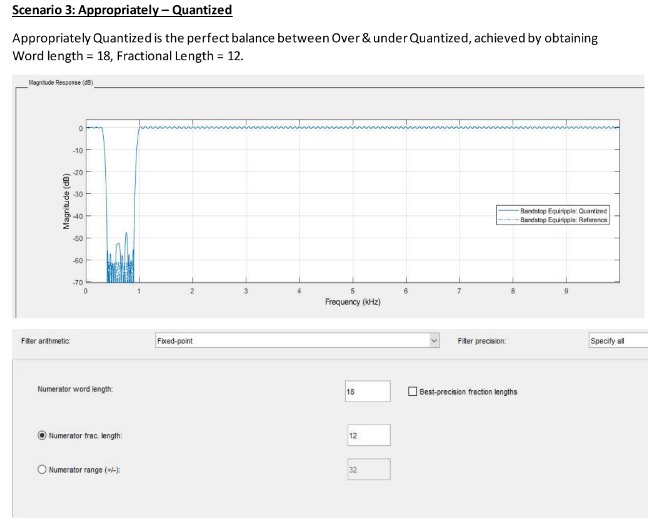 Scenario 3: Appropriately – Quantized
Appropriately Quantized is the perfect balance between Over & under Quantized, achieved by obtaining
Word length = 18, Fractional Length = 12.
Magnitude Response (dB)
0
-10
-20
-30
-40
-50
-60
-70
Magnitude (dB)
Bandstop Equiripple: Quantized
Bandstop Equiripple: Reference
0 1 2 3 4 5 6 7 8 9
Frequency (kHz)
Filter arithmetic: Fixed-point Filter precision: Specify all
Numerator word length: 18 Best-precision fraction lengths
Numerator frac. length: 12
Numerator range (+/-): 32